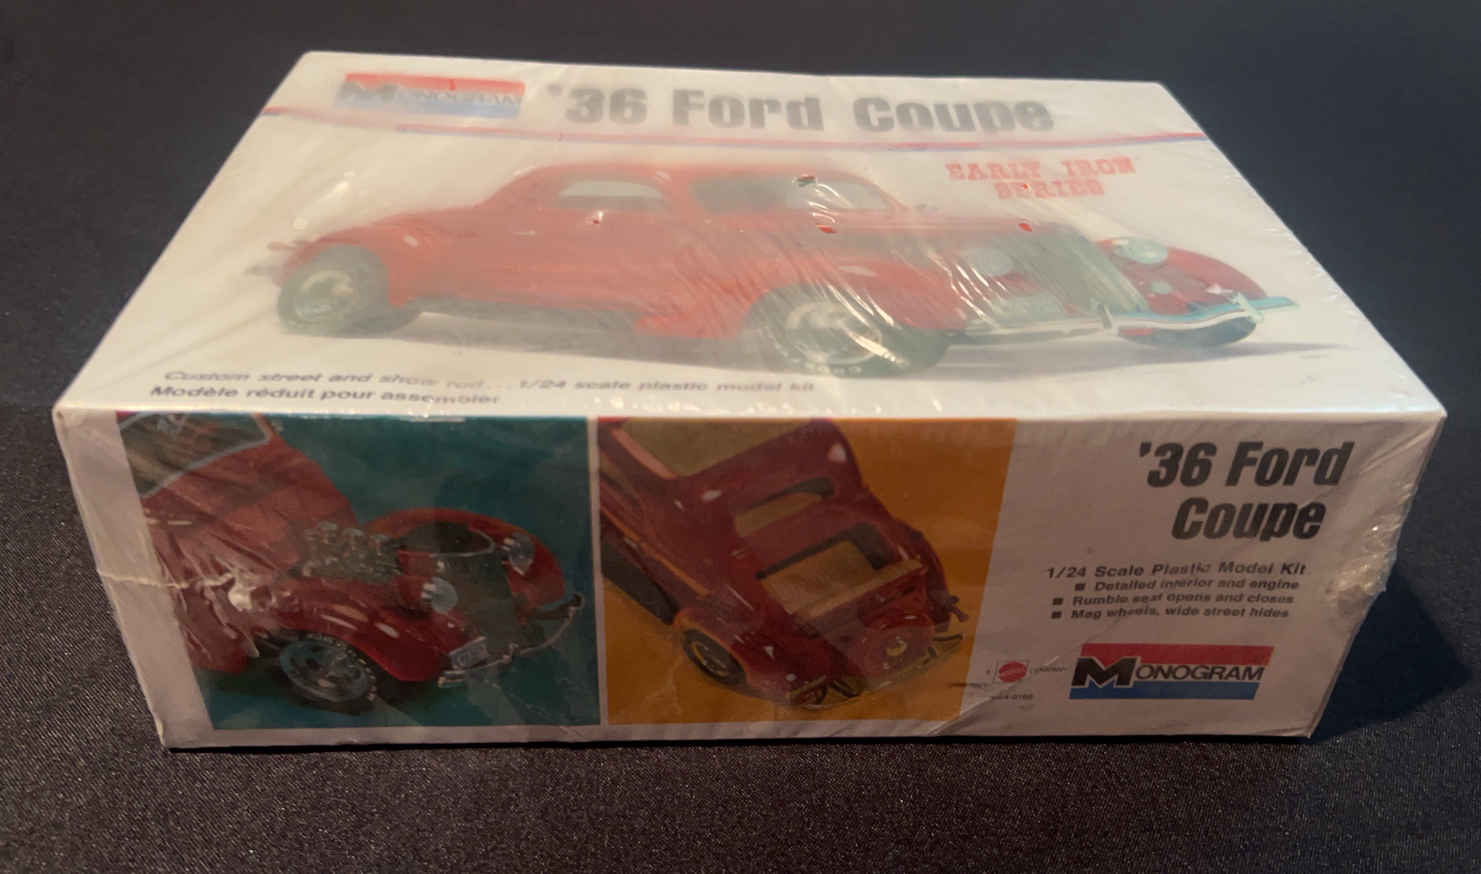 MONOGRAM
'36 Ford Coupe
EARLY IRON
SERIES
Custom street and show rod... 1/24 scale plastic model kit
Modèle réduit pour assembler
'36 Ford
Coupe
1/24 Scale Plastic Model Kit
■ Detailed interior and engine
■ Rumble seat opens and closes
■ Mag wheels, wide street hides
MONOGRAM